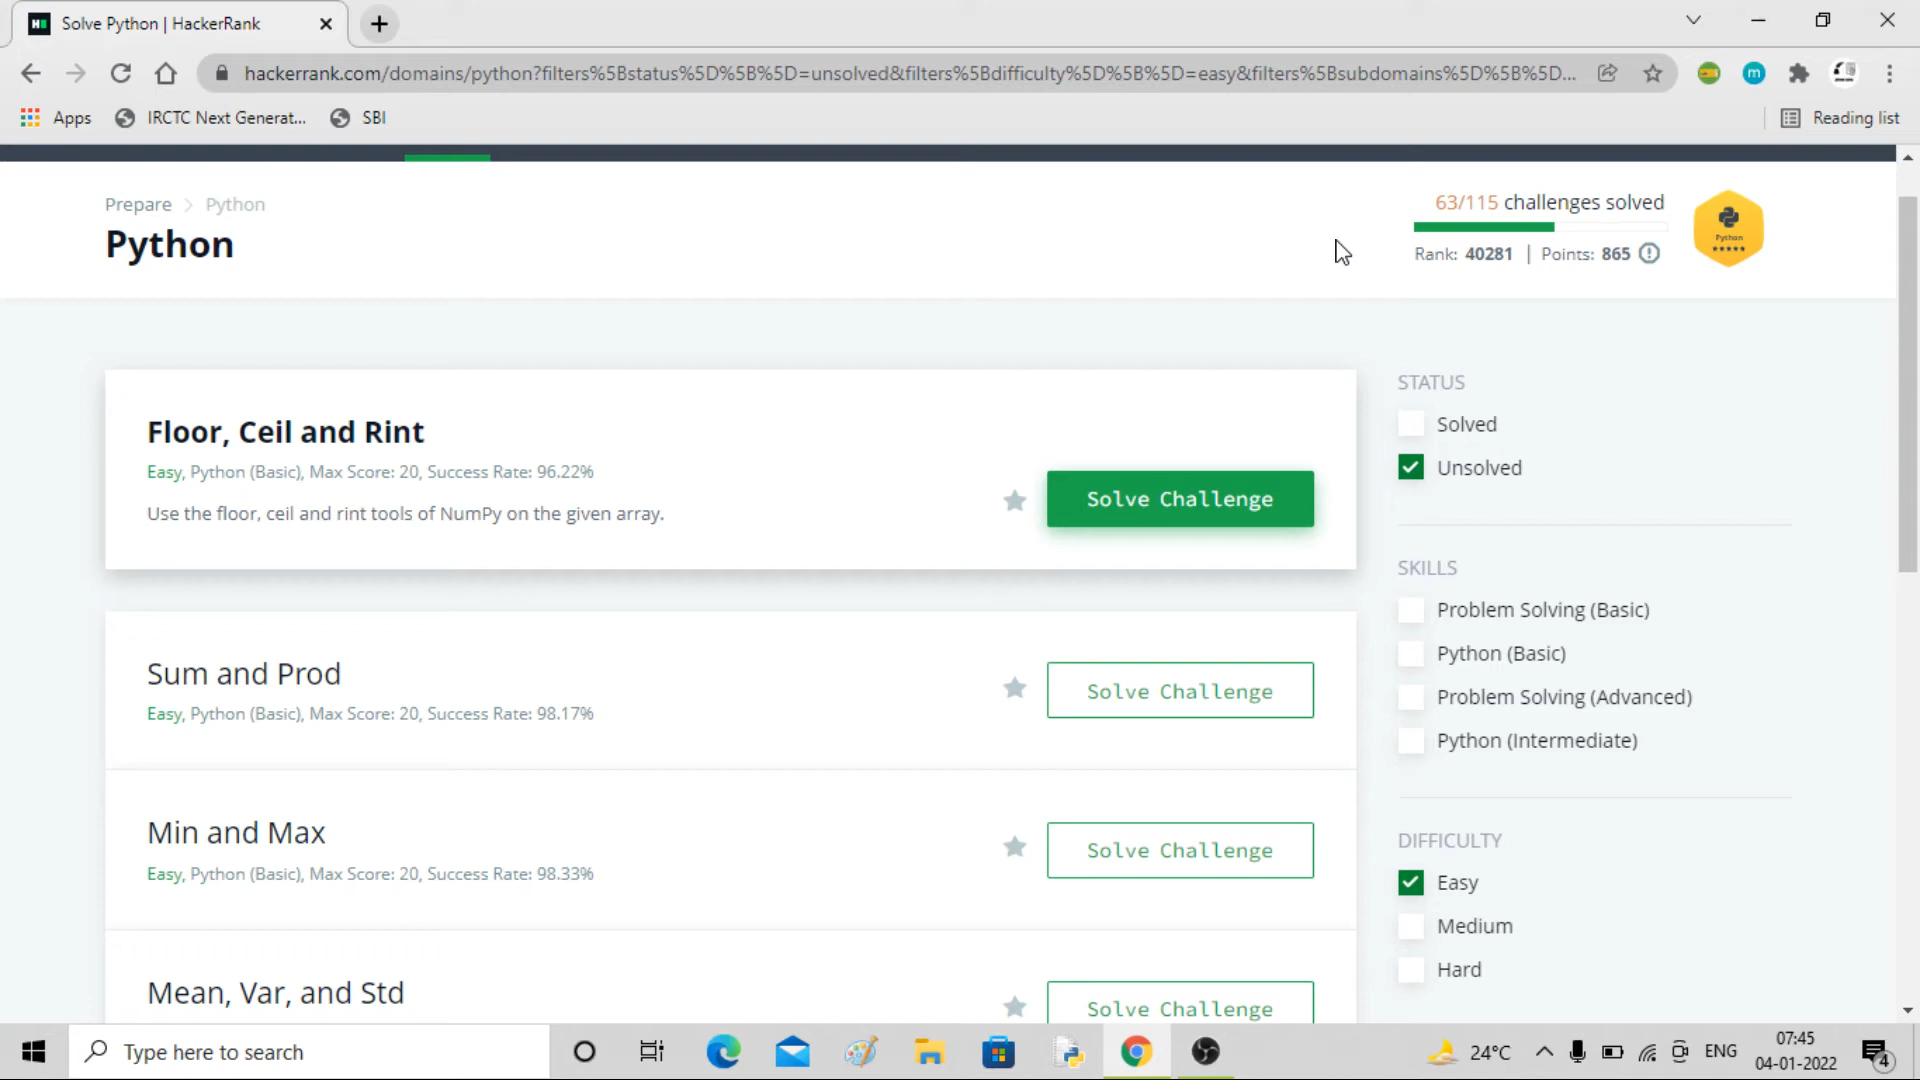 Solve Python | HackerRank
hackerrank.com/domains/python?filters%5Bstatus%5D%5B%5D=unsolved&filters%5Bdifficulty%5D%5B%5D=easy&filters%5Bsubdomains%5D%5B%5D...
m
Apps
IRCTC Next Generat...
SBI
Reading list
Prepare > Python
Python
63/115 challenges solved
Rank: 40281 | Points: 865
Python
Floor, Ceil and Rint
Easy, Python (Basic), Max Score: 20, Success Rate: 96.22%
Use the floor, ceil and rint tools of NumPy on the given array.
Solve Challenge
Sum and Prod
Easy, Python (Basic), Max Score: 20, Success Rate: 98.17%
Solve Challenge
Min and Max
Easy, Python (Basic), Max Score: 20, Success Rate: 98.33%
Solve Challenge
Mean, Var, and Std
Solve Challenge
STATUS
Solved
Unsolved
SKILLS
Problem Solving (Basic)
Python (Basic)
Problem Solving (Advanced)
Python (Intermediate)
DIFFICULTY
Easy
Medium
Hard
Type here to search
24°C
ENG
07:45
04-01-2022
4